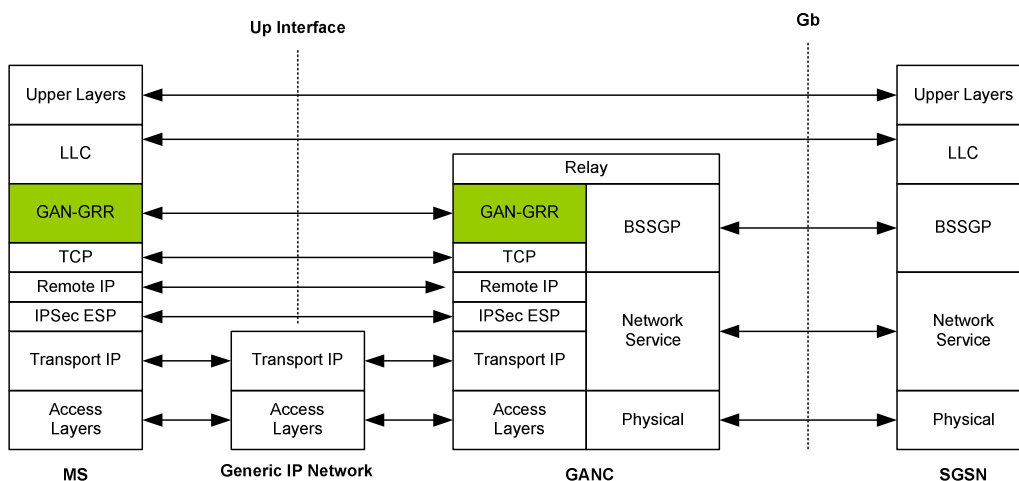 Up Interface
Gb
Upper Layers
Upper Layers
LLC
LLC
Relay
GAN-GRR
GAN-GRR
BSSGP
BSSGP
TCP
TCP
Remote IP
Remote IP
IPSec ESP
IPSec ESP
Network
Service
Network
Service
Transport IP
Transport IP
Transport IP
Access
Layers
Access
Layers
Access
Layers
Physical
Physical
MS
Generic IP Network
GANC
SGSN